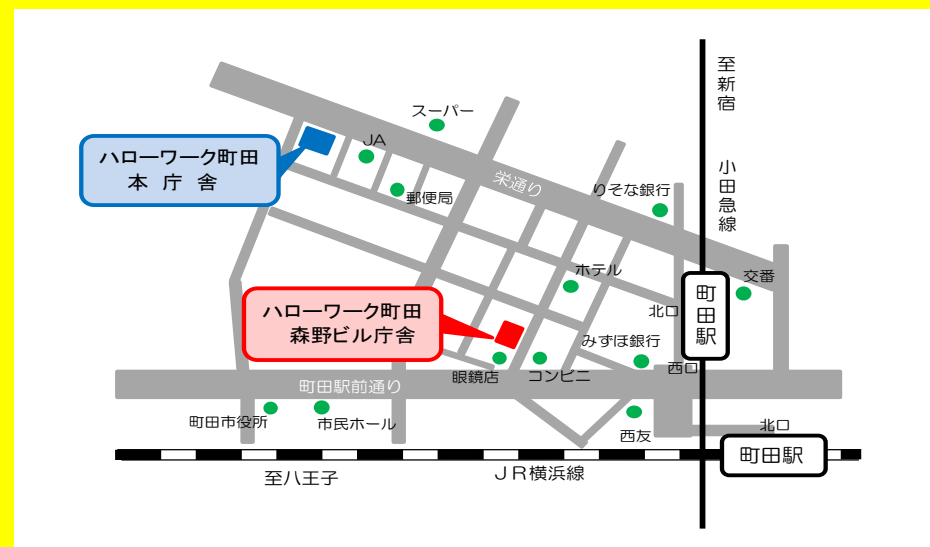 至新宿
小田急線
スーパー
JA
ハローワーク町田
本 庁 舎
郵便局
栄通り
りそな銀行
ホテル
交番
北口
町田駅
ハローワーク町田
森野ビル庁舎
みずほ銀行
西口
眼鏡店
コンビニ
町田駅前通り
町田市役所
市民ホール
西友
北口
町田駅
至八王子
ＪＲ横浜線